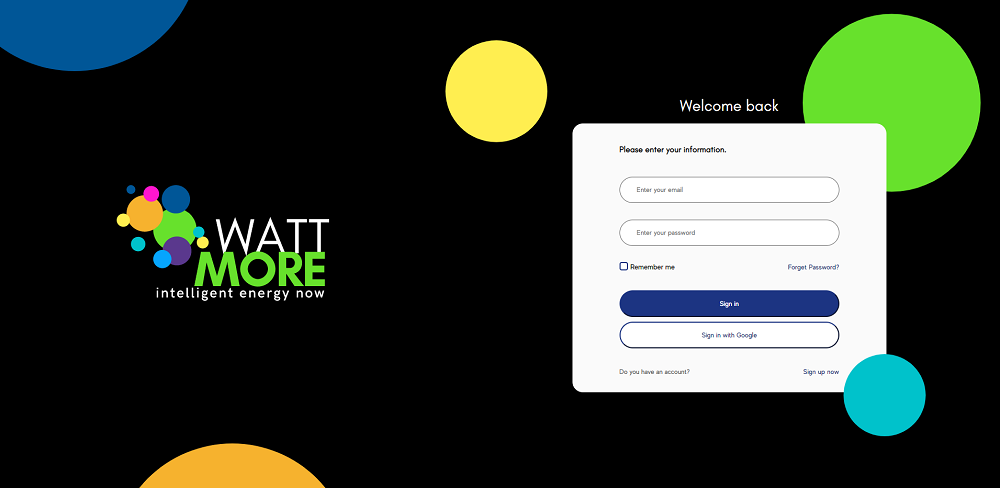 WATT
MORE
intelligent energy now
Welcome back
Please enter your information.
Enter your email
Enter your password
Remember me
Forget Password?
Sign in
Sign in with Google
Do you have an account?
Sign up now